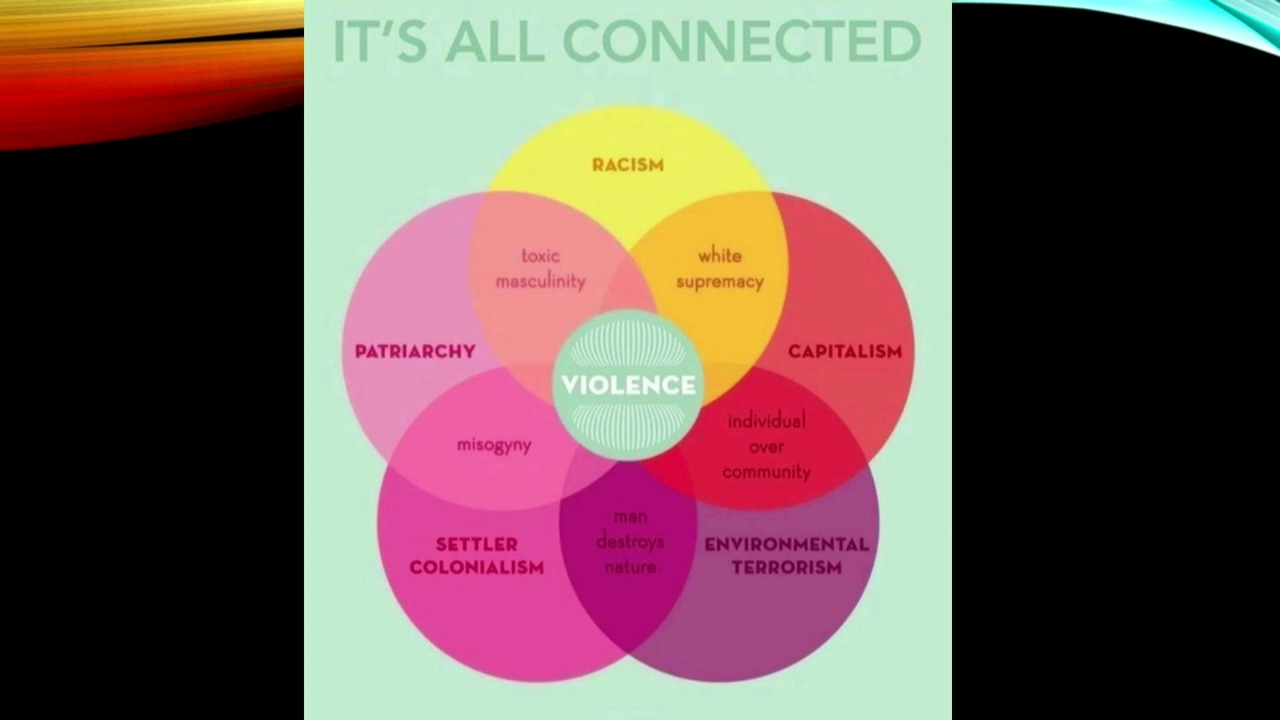 IT'S ALL CONNECTED
RACISM
toxic
masculinity
white
supremacy
PATRIARCHY
CAPITALISM
VIOLENCE
misogyny
individual
over
community
man
destroys
nature
SETTLER
COLONIALISM
ENVIRONMENTAL
TERRORISM